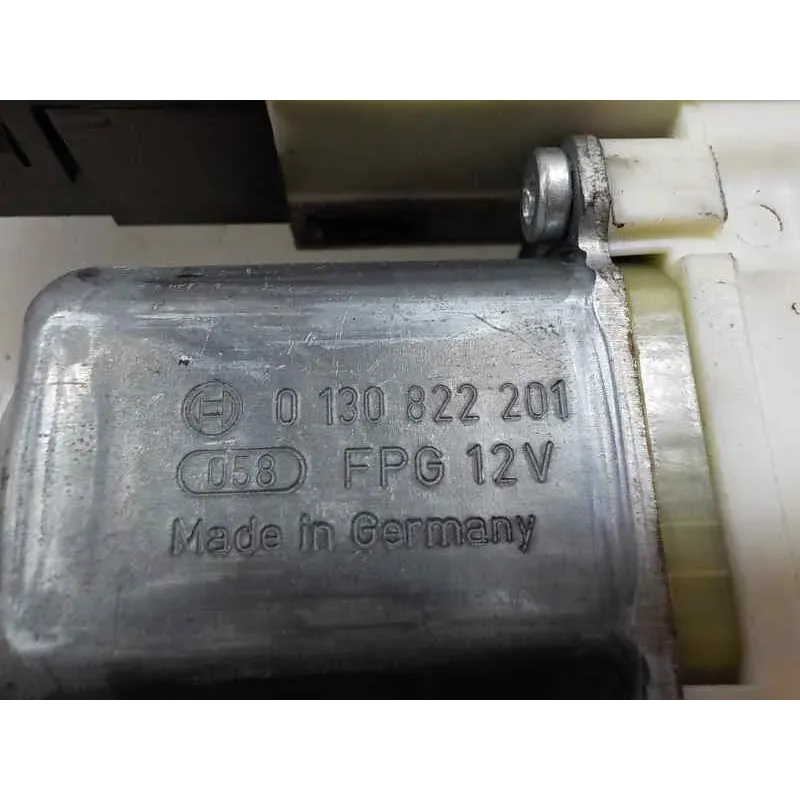 0 130 822 201
058 FPG 12V
Made in Germany